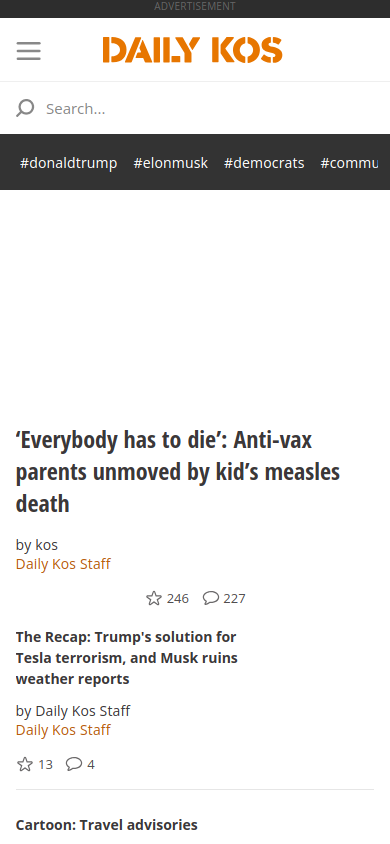 ADVERTISEMENT
DAILY KOS
Search...
#donaldtrump #elonmusk #democrats #commu
‘Everybody has to die’: Anti-vax
parents unmoved by kid’s measles
death
by kos
Daily Kos Staff
246 227
The Recap: Trump's solution for
Tesla terrorism, and Musk ruins
weather reports
by Daily Kos Staff
Daily Kos Staff
13 4
Cartoon: Travel advisories